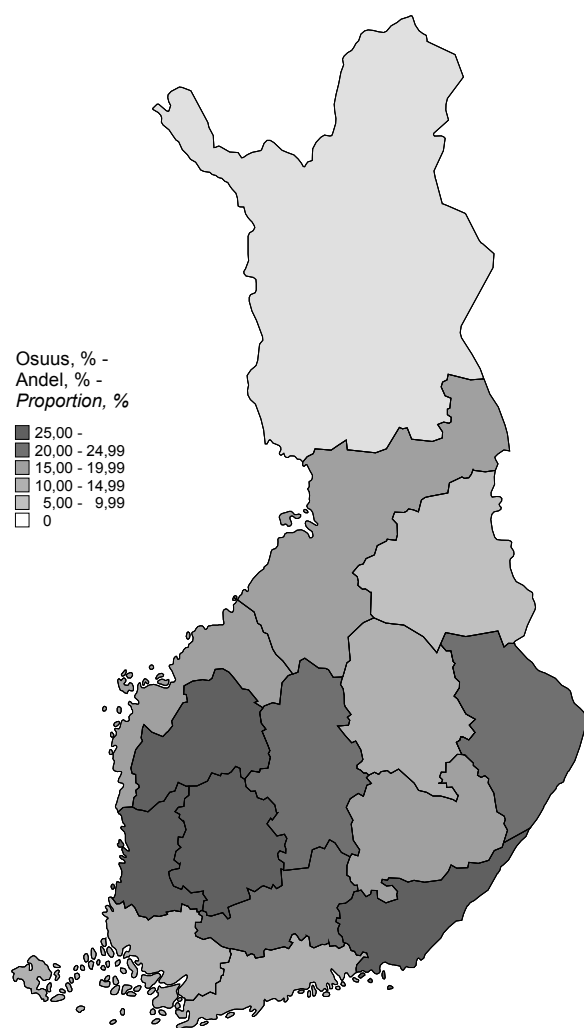 Osuus, % -
Andel, % -
Proportion, %
25,00 -
20,00 - 24,99
15,00 - 19,99
10,00 - 14,99
5,00 - 9,99
0